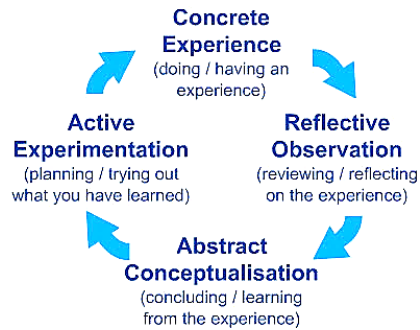 Concrete
Experience
(doing / having an
experience)
Reflective
Observation
(reviewing / reflecting
on the experience)
Abstract
Conceptualisation
(concluding / learning
from the experience)
Active
Experimentation
(planning / trying out
what you have learned)